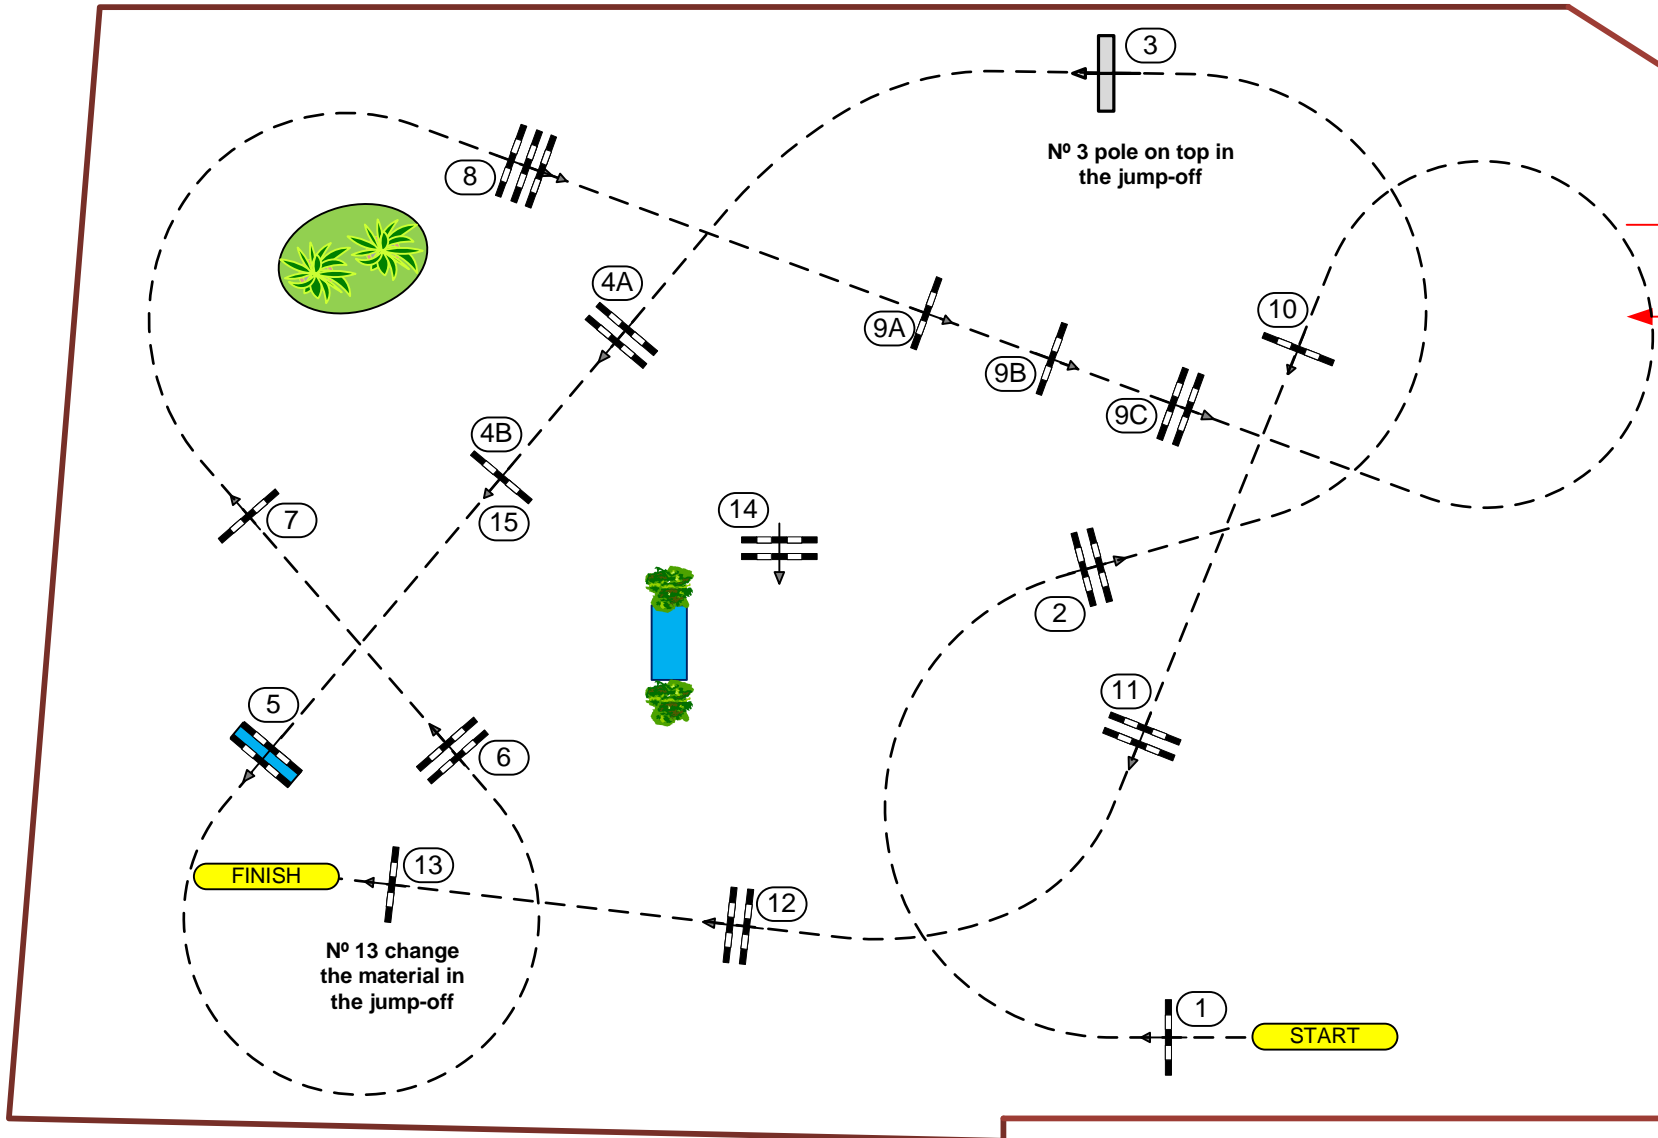 3
Nº 3 pole on top in
the jump-off
8
4A
10
9A
9B
9C
4B
14
7
15
2
11
5
6
13
FINISH
12
Nº 13 change
the material in
the jump-off
1
START